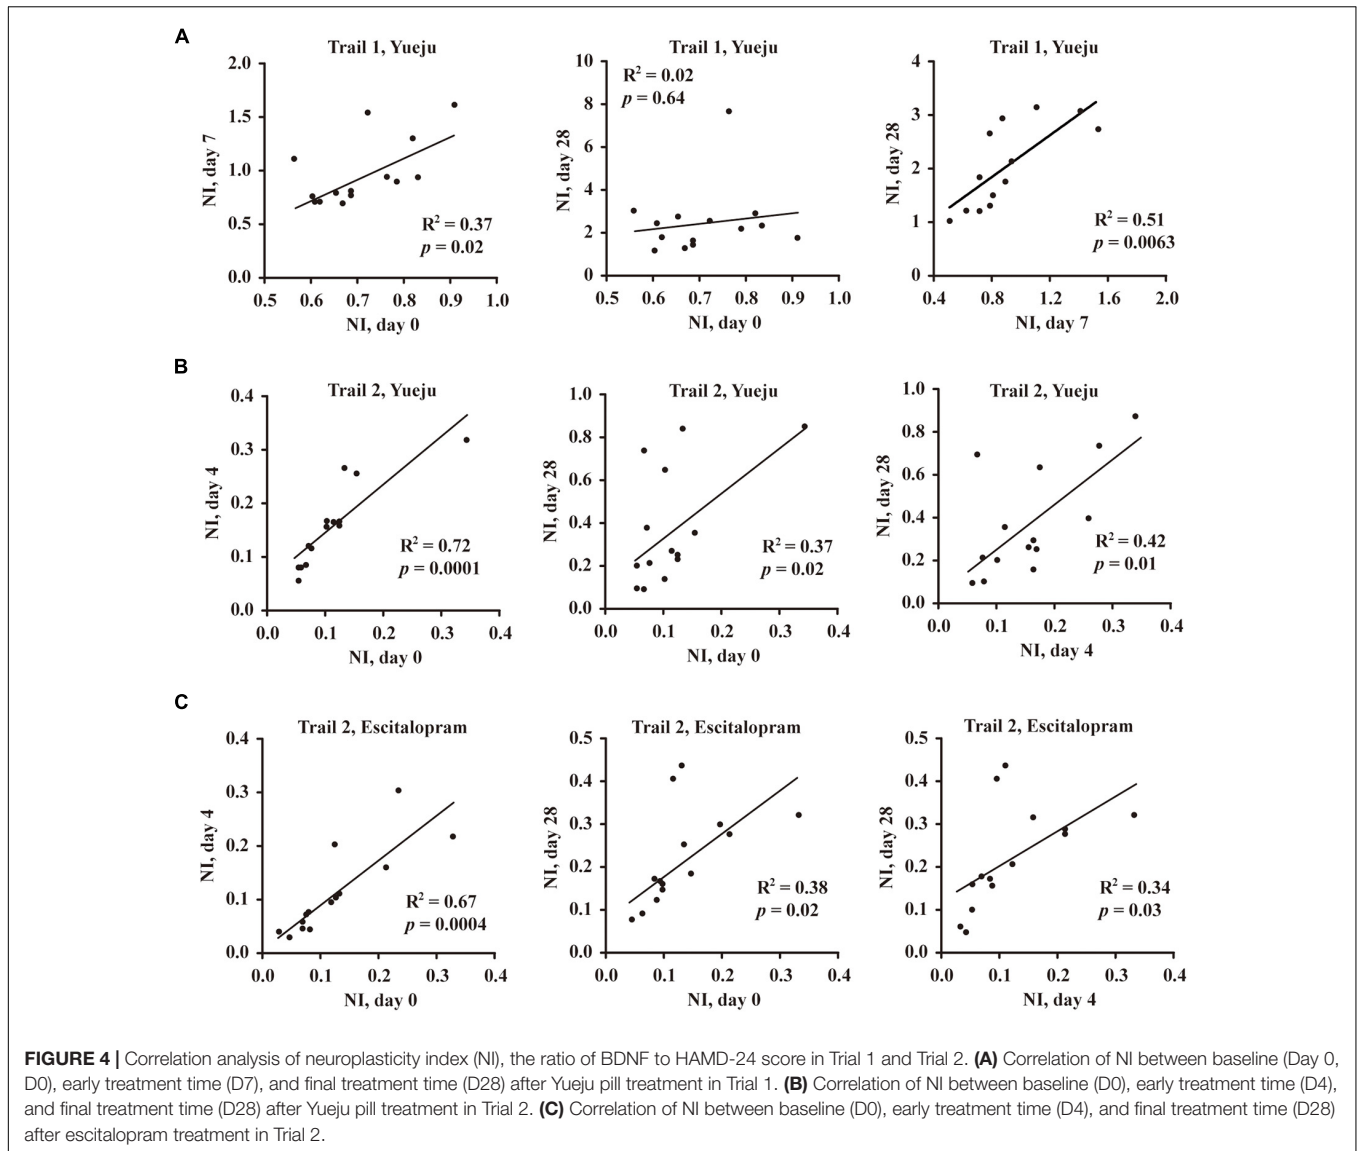 A
Trail 1, Yueju
2.0
1.5
1.0
0.5
0.0
NI, day 7
R² = 0.37
p = 0.02
0.5 0.6 0.7 0.8 0.9 1.0
NI, day 0
Trail 1, Yueju
10
8
6
4
2
0
NI, day 28
R² = 0.02
p = 0.64
0.5 0.6 0.7 0.8 0.9 1.0
NI, day 0
Trail 1, Yueju
4
3
2
1
0
NI, day 28
R² = 0.51
p = 0.0063
0.4 0.8 1.2 1.6 2.0
NI, day 7
B
Trail 2, Yueju
0.4
0.3
0.2
0.1
0.0
NI, day 4
R² = 0.72
p = 0.0001
0.0 0.1 0.2 0.3 0.4
NI, day 0
Trail 2, Yueju
1.0
0.8
0.6
0.4
0.2
0.0
NI, day 28
R² = 0.37
p = 0.02
0.0 0.1 0.2 0.3 0.4
NI, day 0
Trail 2, Yueju
1.0
0.8
0.6
0.4
0.2
0.0
NI, day 28
R² = 0.42
p = 0.01
0.0 0.1 0.2 0.3 0.4
NI, day 4
C
Trail 2, Escitalopram
0.4
0.3
0.2
0.1
0.0
NI, day 4
R² = 0.67
p = 0.0004
0.0 0.1 0.2 0.3 0.4
NI, day 0
Trail 2, Escitalopram
0.5
0.4
0.3
0.2
0.1
0.0
NI, day 28
R² = 0.38
p = 0.02
0.0 0.1 0.2 0.3 0.4
NI, day 0
Trail 2, Escitalopram
0.5
0.4
0.3
0.2
0.1
0.0
NI, day 28
R² = 0.34
p = 0.03
0.0 0.1 0.2 0.3 0.4
NI, day 4
FIGURE 4 | Correlation analysis of neuroplasticity index (NI), the ratio of BDNF to HAMD-24 score in Trial 1 and Trial 2. (A) Correlation of NI between baseline (Day 0,
D0), early treatment time (D7), and final treatment time (D28) after Yueju pill treatment in Trial 1. (B) Correlation of NI between baseline (D0), early treatment time (D4),
and final treatment time (D28) after Yueju pill treatment in Trial 2. (C) Correlation of NI between baseline (D0), early treatment time (D4), and final treatment time (D28)
after escitalopram treatment in Trial 2.